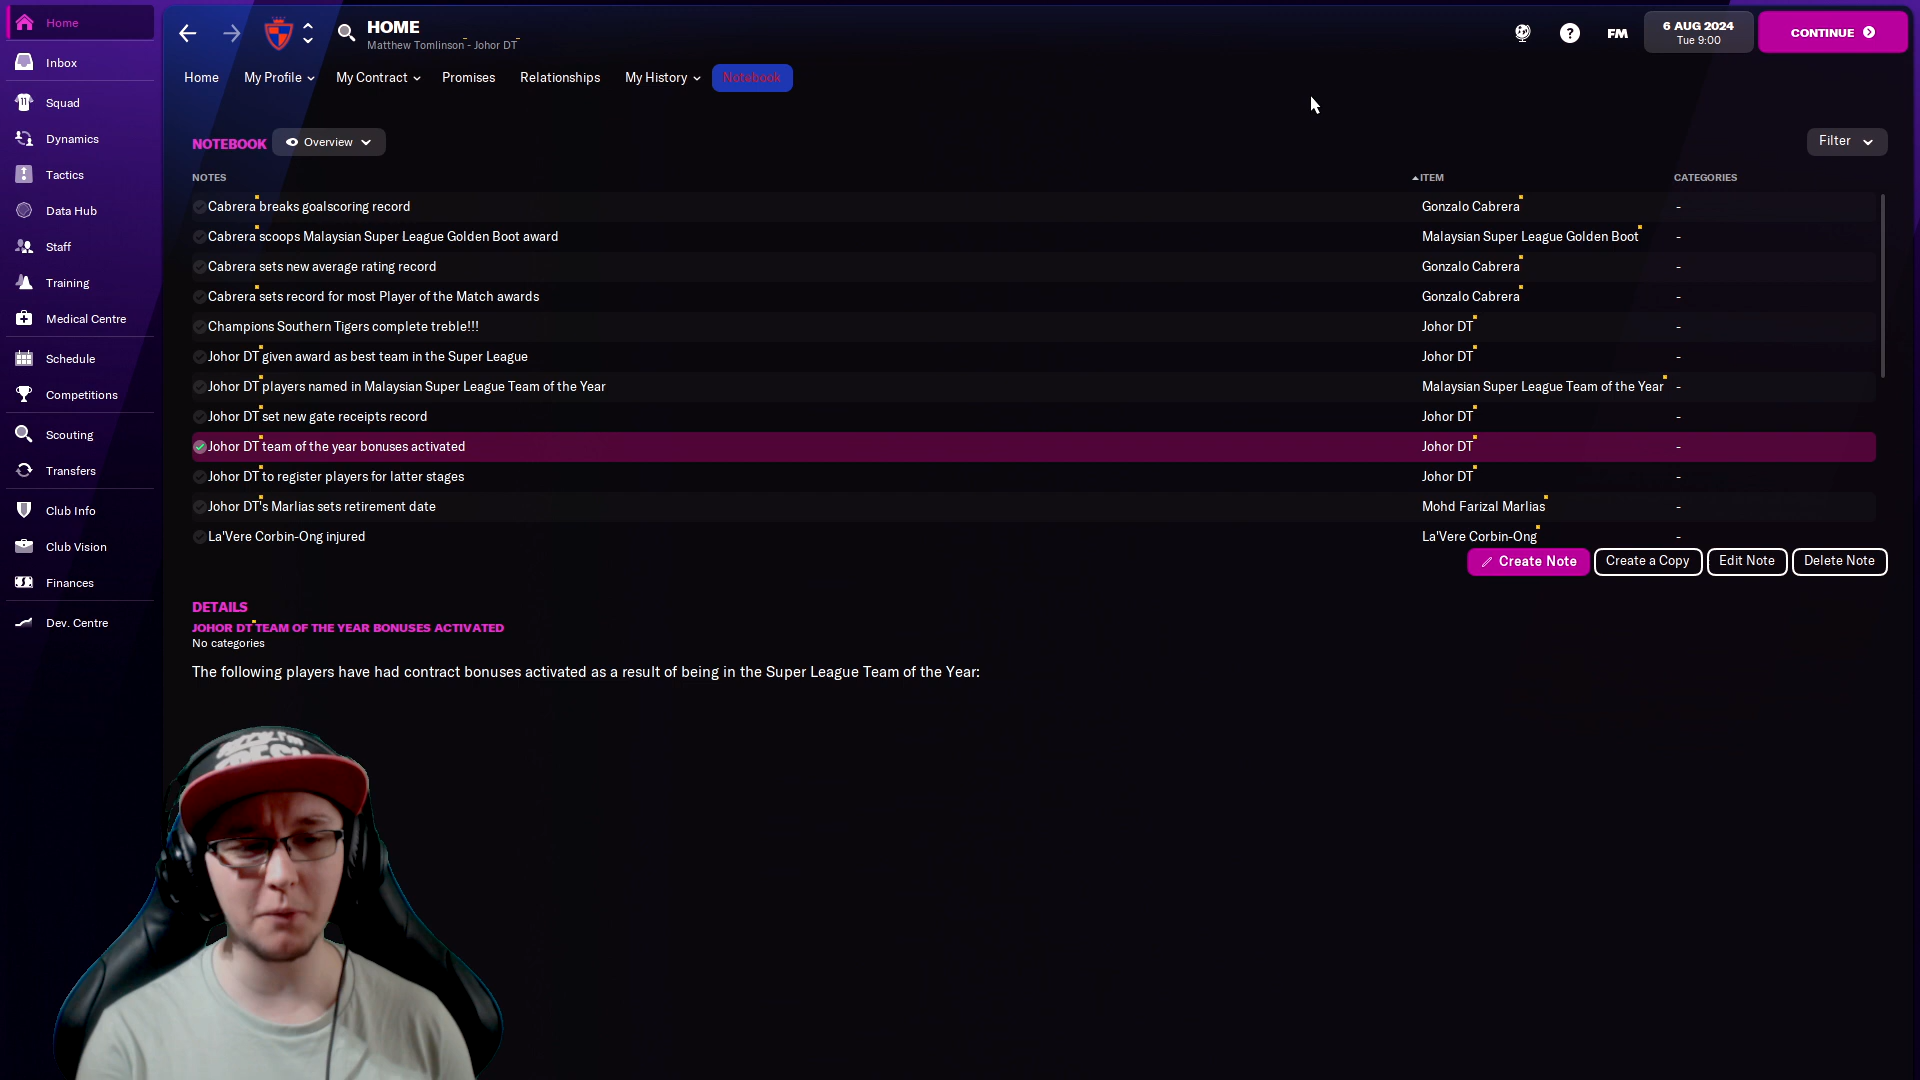 Home
Inbox
Squad
Dynamics
Tactics
Data Hub
Staff
Training
Medical Centre
Schedule
Competitions
Scouting
Transfers
Club Info
Club Vision
Finances
Dev. Centre
HOME
Matthew Tomlinson - Johor DT
FM
6 AUG 2024
Tue 9:00
CONTINUE
Home My Profile My Contract Promises Relationships My History Notebook
NOTEBOOK Overview Filter
NOTES ITEM CATEGORIES
Cabrera breaks goalscoring record Gonzalo Cabrera -
Cabrera scoops Malaysian Super League Golden Boot award Malaysian Super League Golden Boot -
Cabrera sets new average rating record Gonzalo Cabrera -
Cabrera sets record for most Player of the Match awards Gonzalo Cabrera -
Champions Southern Tigers complete treble!!! Johor DT -
Johor DT given award as best team in the Super League Johor DT -
Johor DT players named in Malaysian Super League Team of the Year Malaysian Super League Team of the Year -
Johor DT set new gate receipts record Johor DT -
Johor DT team of the year bonuses activated Johor DT -
Johor DT to register players for latter stages Johor DT -
Johor DT's Marlias sets retirement date Mohd Farizal Marlias -
La'Vere Corbin-Ong injured La'Vere Corbin-Ong -
Create Note Create a Copy Edit Note Delete Note
DETAILS
JOHOR DT TEAM OF THE YEAR BONUSES ACTIVATED
No categories
The following players have had contract bonuses activated as a result of being in the Super League Team of the Year: